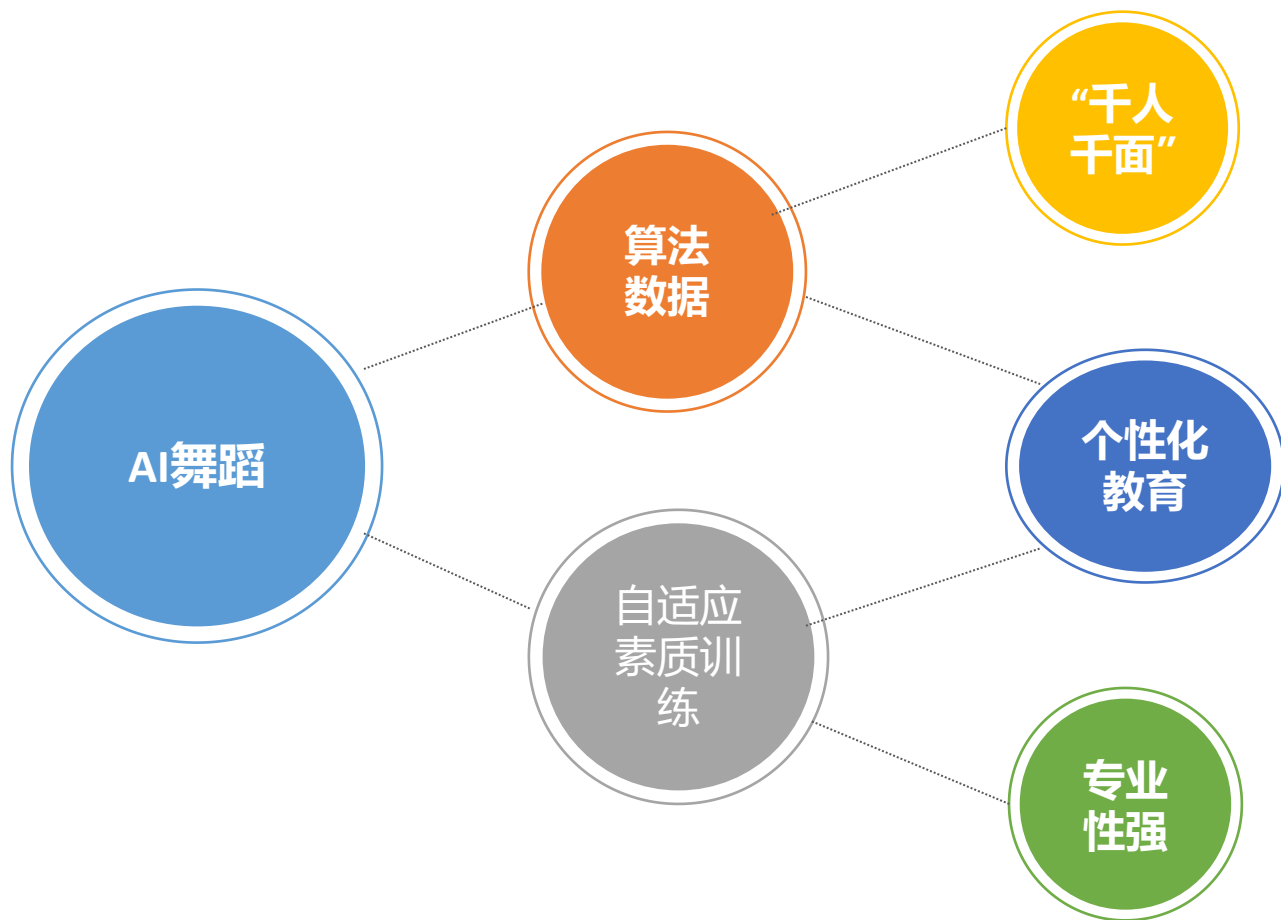 “千人
千面”
算法
数据
AI舞蹈
个性化
教育
自适应
素质训
练
专业
性强